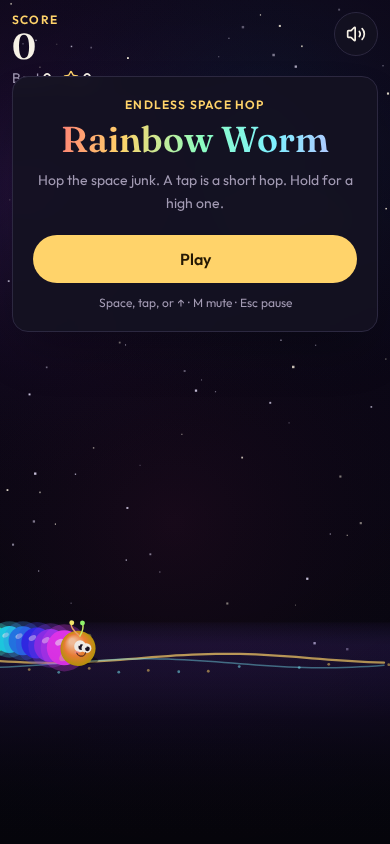 SCORE
0
ENDLESS SPACE HOP
Rainbow Worm
Hop the space junk. A tap is a short hop. Hold for a
high one.
Play
Space, tap, or ↑ · M mute · Esc pause